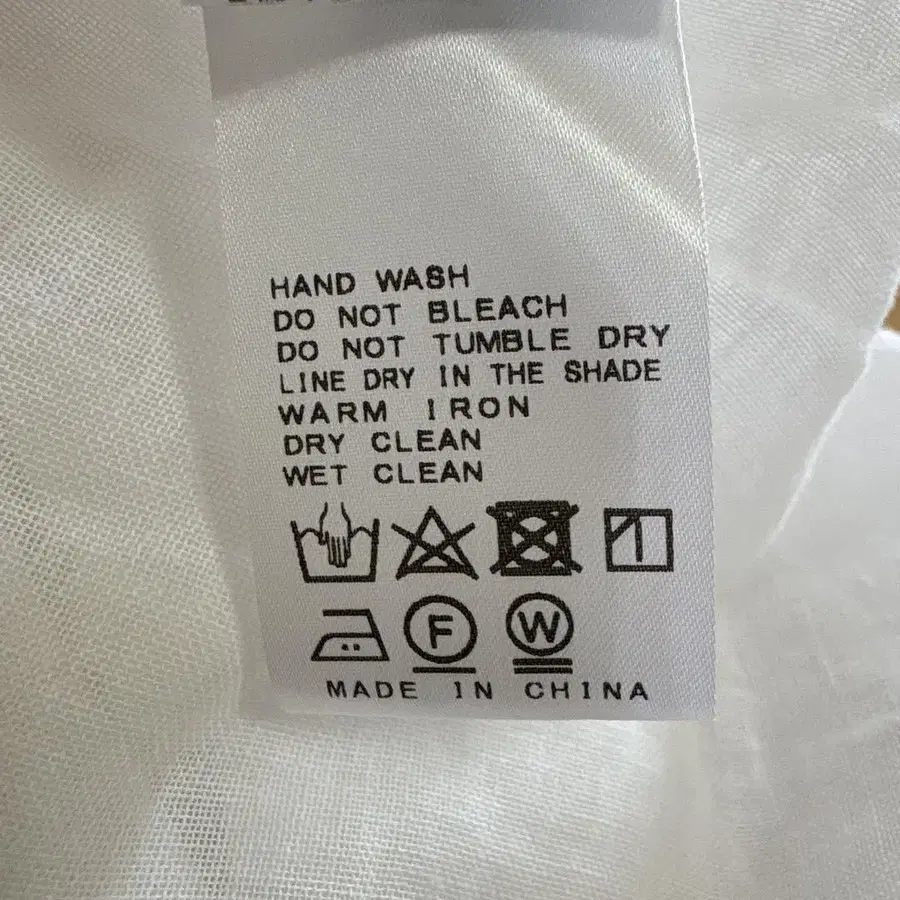 HAND WASH
DO NOT BLEACH
DO NOT TUMBLE DRY
LINE DRY IN THE SHADE
WARM IRON
DRY CLEAN
WET CLEAN
F W
MADE IN CHINA